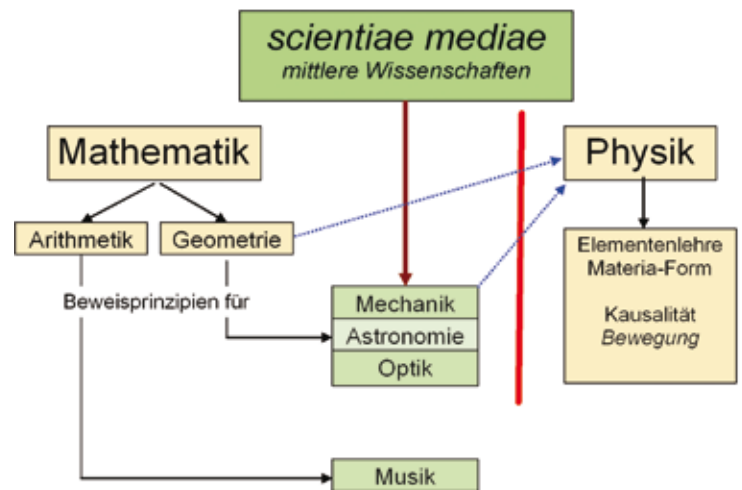 scientiae mediae
mittlere Wissenschaften
Mathematik
Physik
Arithmetik
Geometrie
Elementenlehre
Materia-Form
Kausalität
Bewegung
Beweisprinzipien für
Mechanik
Astronomie
Optik
Musik